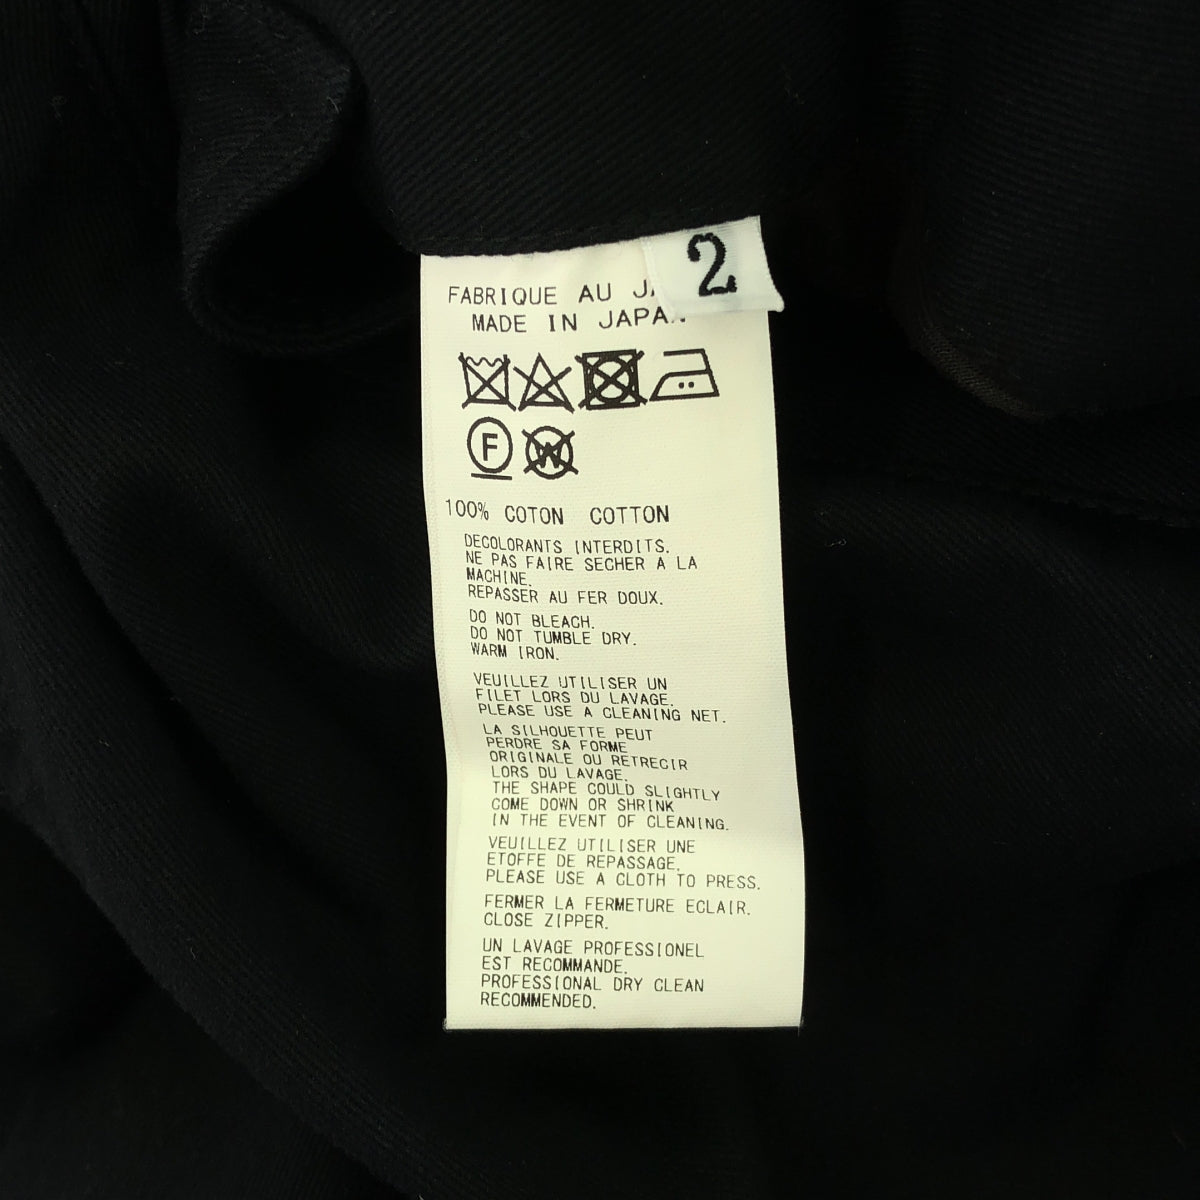 2
FABRIQUE AU
MADE IN
F
W
100% COTON COTTON
DECOLORANTS INTERDITS.
NE PAS FAIRE SECHER A LA
MACHINE.
REPASSER AU FER DOUX.
DO NOT BLEACH.
DO NOT TUMBLE DRY.
WARM IRON.
VEUILLEZ UTILISER UN
FILET LORS DU LAVAGE.
PLEASE USE A CLEANING NET.
LA SILHOUETTE PEUT
PERDRE SA FORME
ORIGINALE OU RETRECIR
LORS DU LAVAGE.
THE SHAPE COULD SLIGHTLY
COME DOWN OR SHRINK
IN THE EVENT OF CLEANING.
VEUILLEZ UTILISER UNE
ETOFFE DE REPASSAGE.
PLEASE USE A CLOTH TO PRESS.
FERMER LA FERMETURE ECLAIR.
CLOSE ZIPPER.
UN LAVAGE PROFESSIONEL
EST RECOMMANDE.
PROFESSIONAL DRY CLEAN
RECOMMENDED.